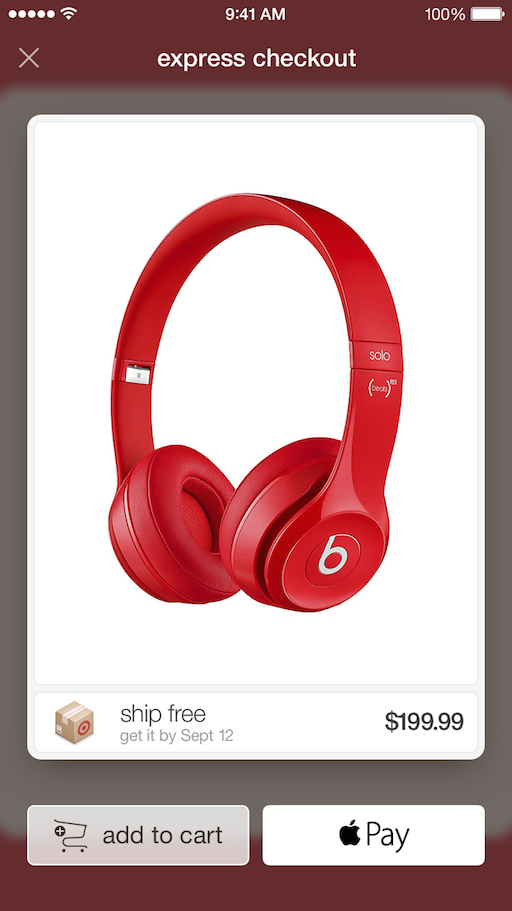 9:41 AM
100%
express checkout
solo
(beats)
b
ship free
get it by Sept 12
$199.99
add to cart
Pay